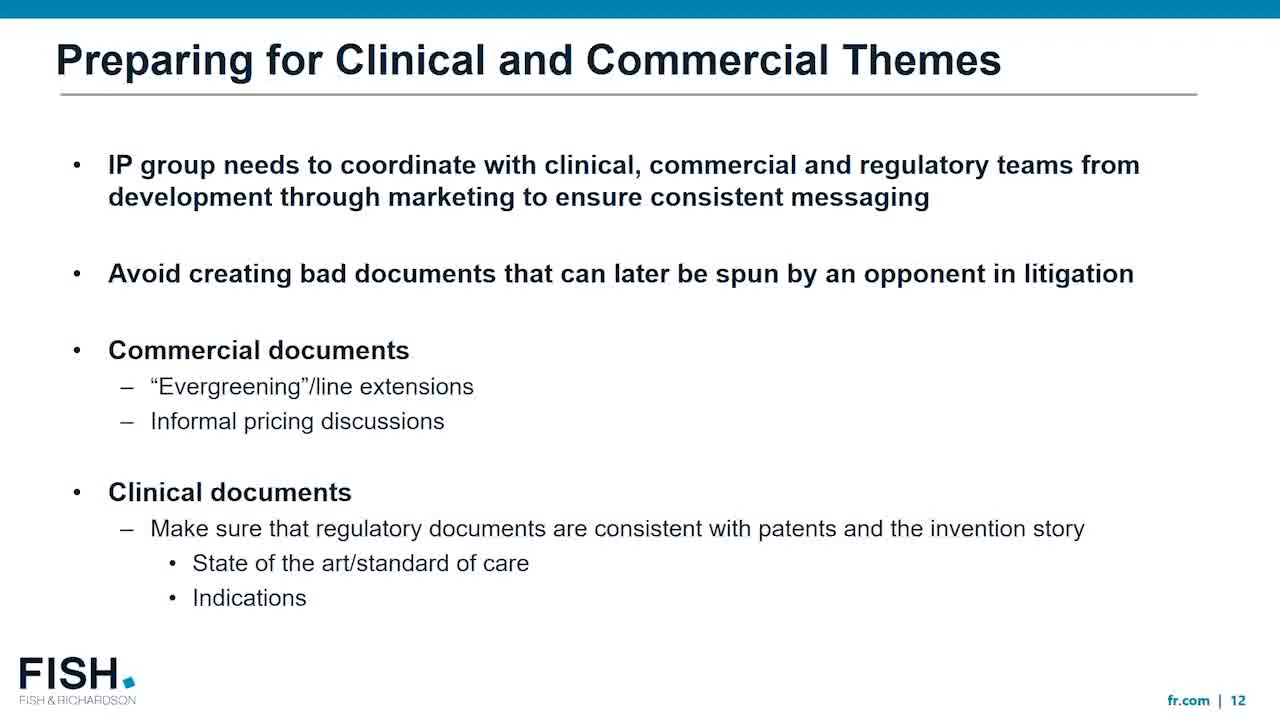 Preparing for Clinical and Commercial Themes
• IP group needs to coordinate with clinical, commercial and regulatory teams from
development through marketing to ensure consistent messaging
• Avoid creating bad documents that can later be spun by an opponent in litigation
• Commercial documents
– “Evergreening”/line extensions
– Informal pricing discussions
• Clinical documents
– Make sure that regulatory documents are consistent with patents and the invention story
• State of the art/standard of care
• Indications
FISH.
FISH & RICHARDSON
fr.com | 12